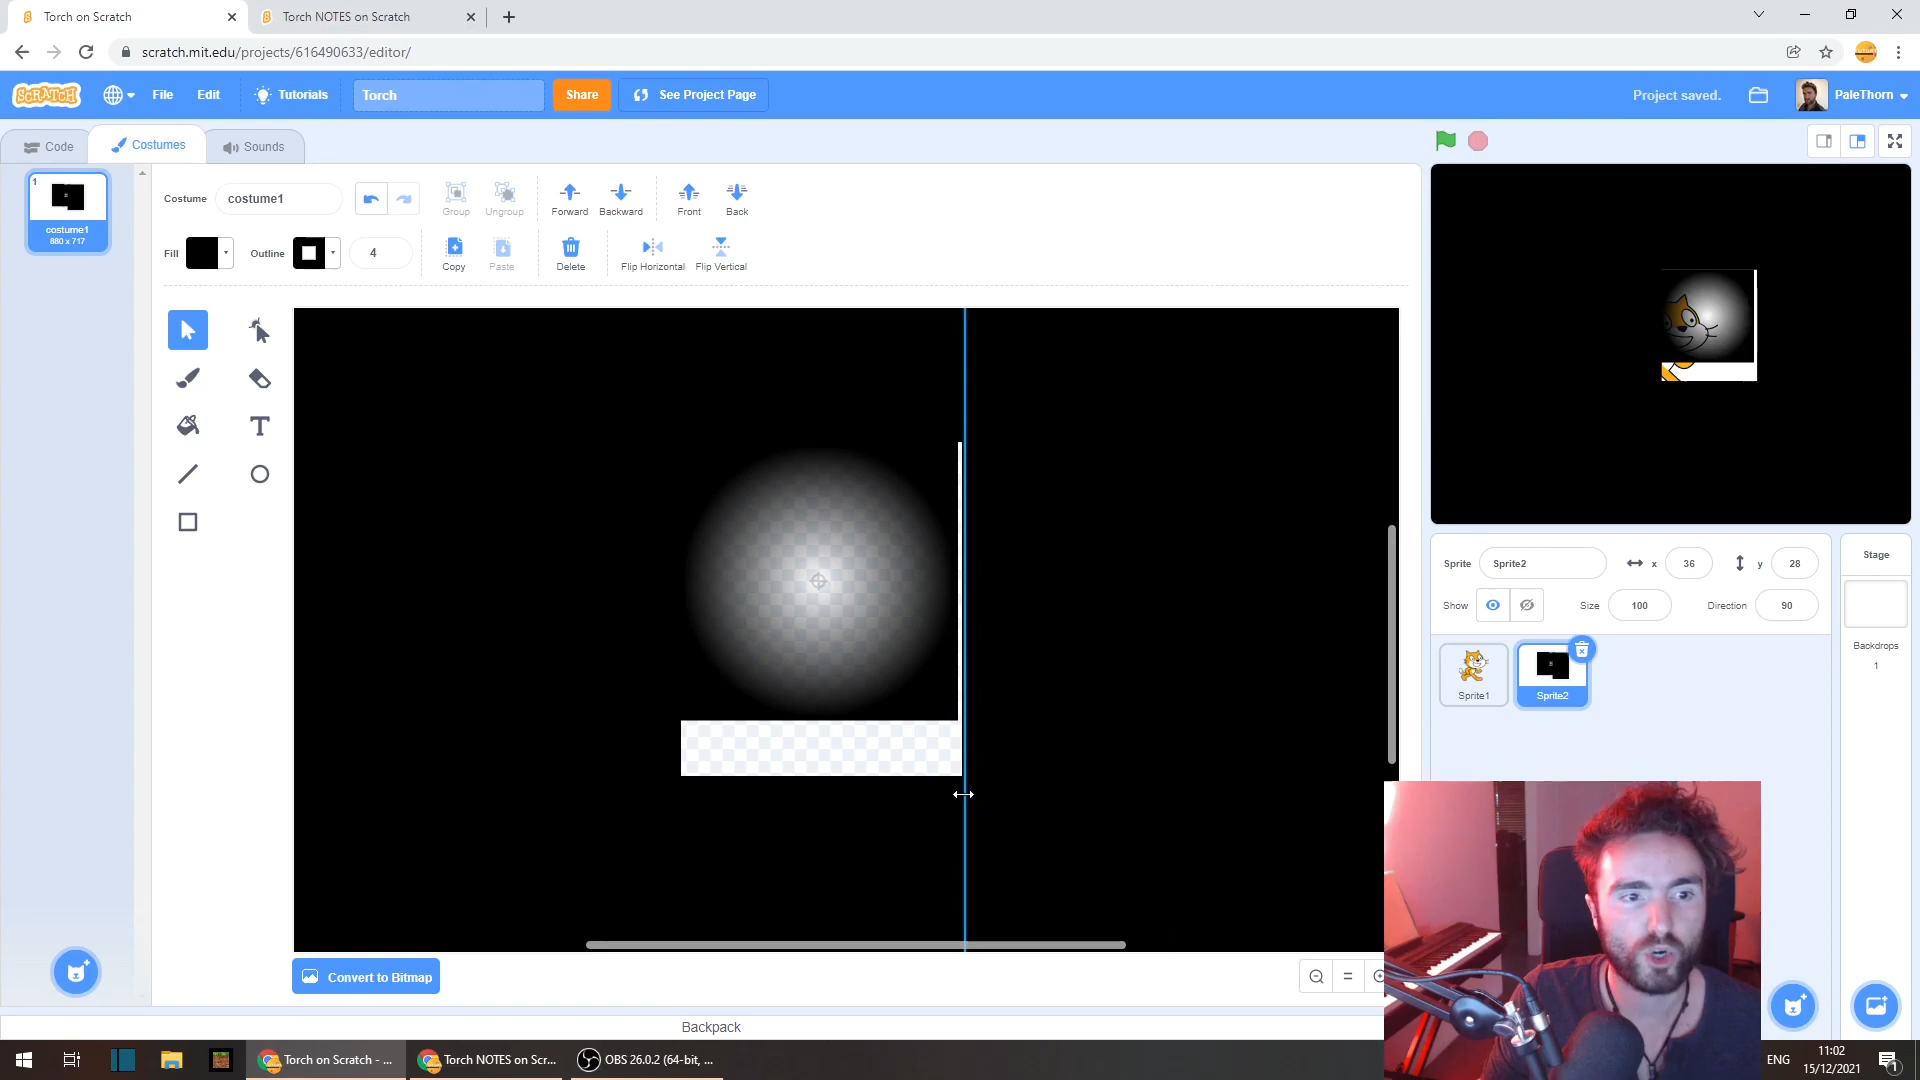 Torch on Scratch
Torch NOTES on Scratch
scratch.mit.edu/projects/616490633/editor/
SCRATCH
File
Edit
Tutorials
Torch
Share
See Project Page
Project saved.
PaleThorn
Code
Costumes
Sounds
1
costume1
880 x 717
Costume
costume1
Group
Ungroup
Forward
Backward
Front
Back
Fill
Outline
4
Copy
Paste
Delete
Flip Horizontal
Flip Vertical
Convert to Bitmap
Backpack
Sprite
Sprite2
x
36
y
28
Show
Size
100
Direction
90
Sprite1
Sprite2
Stage
Backdrops
1
Torch on Scratch - ...
Torch NOTES on Scr...
OBS 26.0.2 (64-bit, ...
ENG
11:02
15/12/2021
1